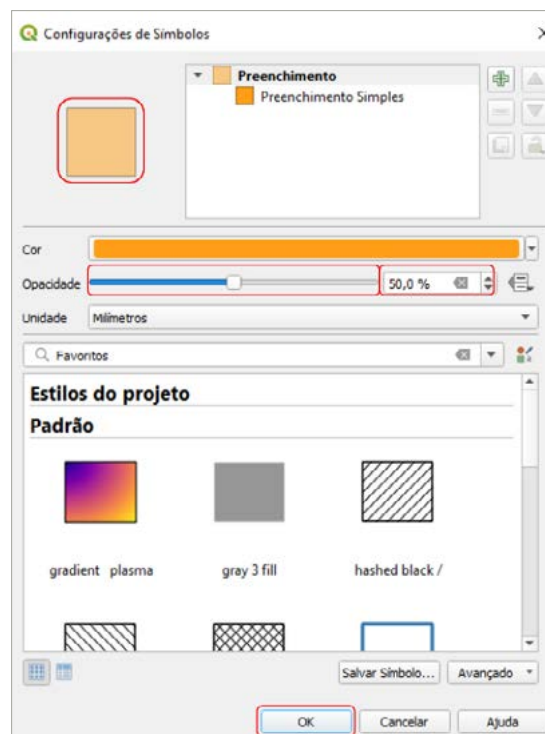 Configurações de Símbolos
Preenchimento
Preenchimento Simples
Cor
Opacidade
50,0 %
Unidade
Milímetros
Favoritos
Estilos do projeto
Padrão
gradient plasma
gray 3 fill
hashed black /
Salvar Símbolo...
Avançado
OK
Cancelar
Ajuda